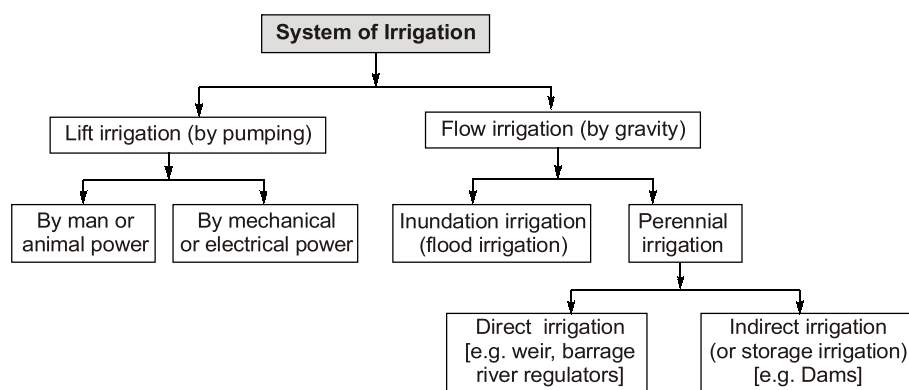 System of Irrigation
Lift irrigation (by pumping)
Flow irrigation (by gravity)
By man or
animal power
By mechanical
or electrical power
Inundation irrigation
(flood irrigation)
Perennial
irrigation
Direct irrigation
[e.g. weir, barrage
river regulators]
Indirect irrigation
(or storage irrigation)
[e.g. Dams]